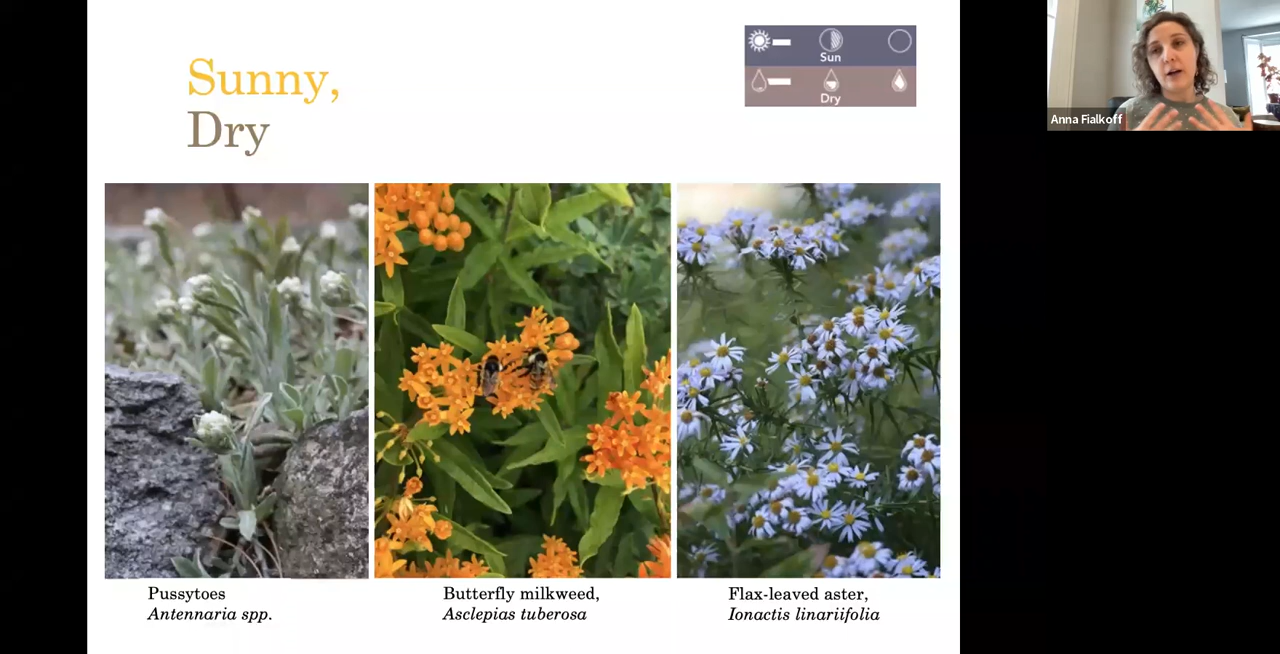 Sunny,
Dry
Sun
Dry
Anna Fialkoff
Pussytoes
Antennaria spp.
Butterfly milkweed,
Asclepias tuberosa
Flax-leaved aster,
Ionactis linariifolia